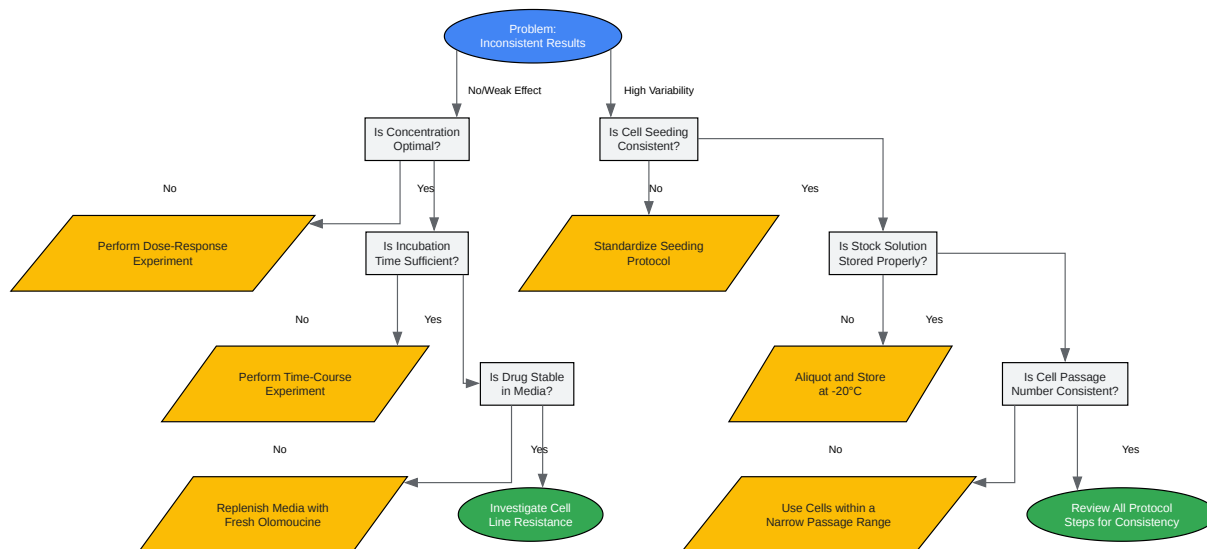 Problem:
Inconsistent Results
No/Weak Effect
High Variability
Is Concentration
Optimal?
Is Cell Seeding
Consistent?
No
Yes
No
Yes
Perform Dose-Response
Experiment
Is Incubation
Time Sufficient?
Standardize Seeding
Protocol
Is Stock Solution
Stored Properly?
No
Yes
No
Yes
Perform Time-Course
Experiment
Is Drug Stable
in Media?
Aliquot and Store
at -20°C
Is Cell Passage
Number Consistent?
No
Yes
No
Yes
Replenish Media with
Fresh Olomoucine
Investigate Cell
Line Resistance
Use Cells within a
Narrow Passage Range
Review All Protocol
Steps for Consistency